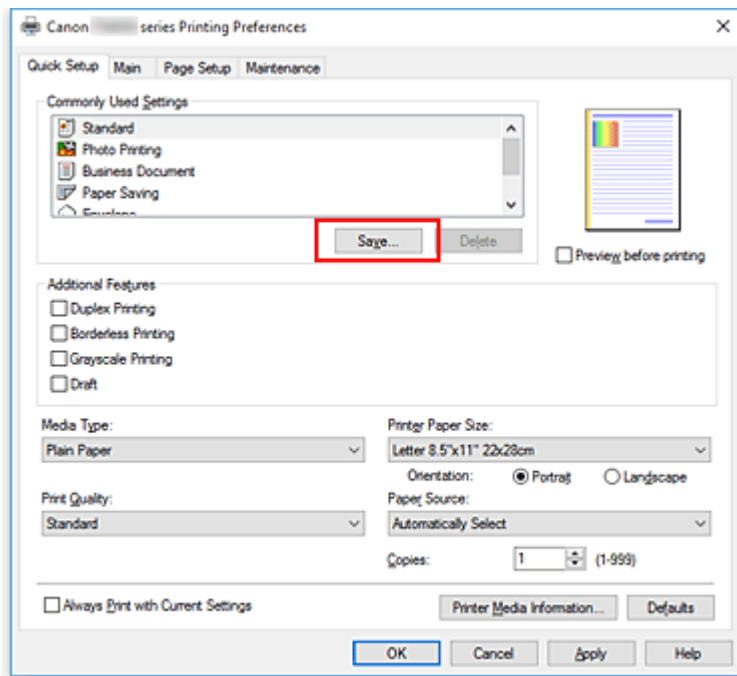 Canon series Printing Preferences
Quick Setup Main Page Setup Maintenance
Commonly Used Settings
Standard
Photo Printing
Business Document
Paper Saving
Envelope
Save... Delete
Preview before printing
Additional Features
Duplex Printing
Borderless Printing
Grayscale Printing
Draft
Media Type:
Plain Paper
Printer Paper Size:
Letter 8.5"x11" 22x28cm
Orientation: Portrait Landscape
Print Quality:
Standard
Paper Source:
Automatically Select
Copies: 1 (1-999)
Always Print with Current Settings
Printer Media Information... Defaults
OK Cancel Apply Help